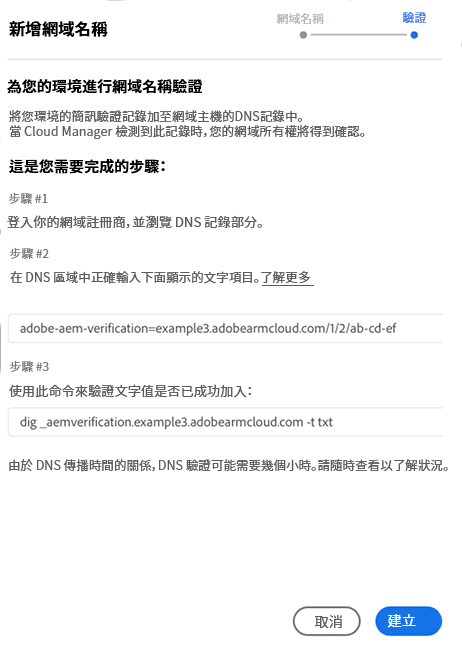 新增網域名稱
網域名稱
驗證
為您的環境進行網域名稱驗證
將您環境的簡訊驗證記錄加至網域主機的DNS記錄中。
當 Cloud Manager 檢測到此記錄時，您的網域所有權將得到確認。
這是您需要完成的步驟：
步驟 #1
登入你的網域註冊商，並瀏覽 DNS 記錄部分。
步驟 #2
在 DNS 區域中正確輸入下面顯示的文字項目。了解更多
adobe-aem-verification=example3.adobearmcloud.com/1/2/ab-cd-ef
步驟 #3
使用此命令來驗證文字值是否已成功加入：
dig _aemverification.example3.adobearmcloud.com -t txt
由於 DNS 傳播時間的關係，DNS 驗證可能需要幾個小時。請隨時查看以了解狀況。
取消
建立